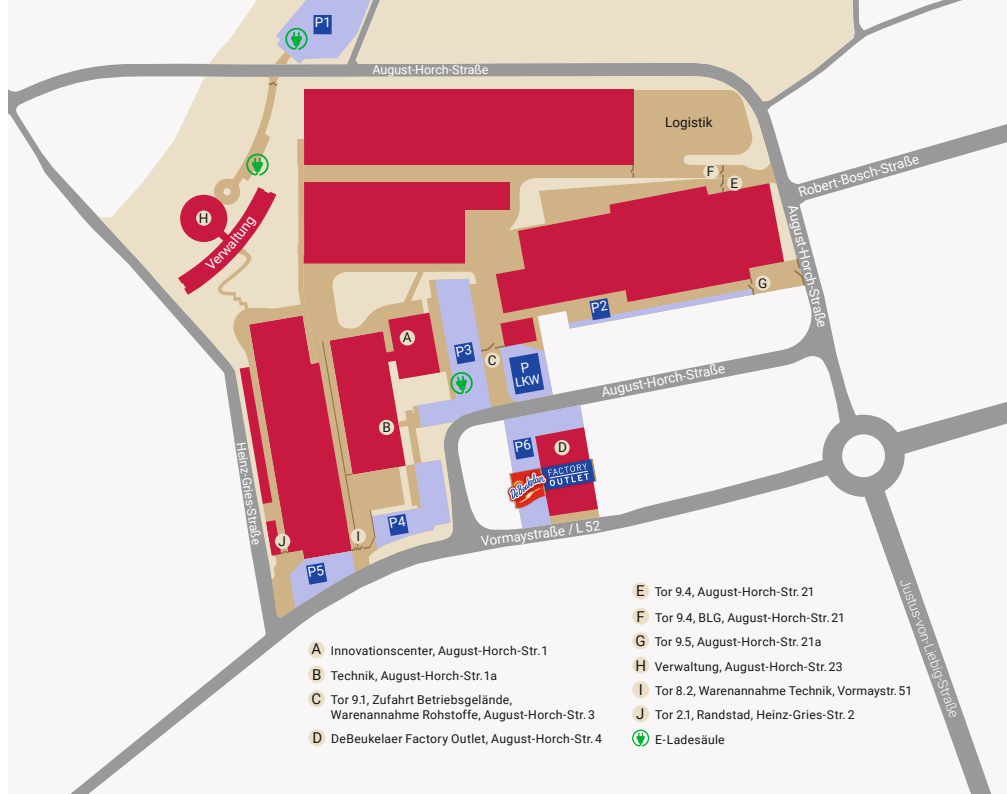 P1
August-Horch-Straße
Logistik
F
E
Robert-Bosch-Straße
H
Verwaltung
August-Horch-Straße
G
P2
A
P3
C
P
LKW
August-Horch-Straße
B
P6
D
DeBeukelaer
FACTORY
OUTLET
Heinz-Gries-Straße
P4
I
J
Vormaystraße / L 52
P5
Justus-von-Liebig-Straße
A Innovationscenter, August-Horch-Str. 1
B Technik, August-Horch-Str. 1a
C Tor 9.1, Zufahrt Betriebsgelände,
Warenannahme Rohstoffe, August-Horch-Str. 3
D DeBeukelaer Factory Outlet, August-Horch-Str. 4
E Tor 9.4, August-Horch-Str. 21
F Tor 9.4, BLG, August-Horch-Str. 21
G Tor 9.5, August-Horch-Str. 21a
H Verwaltung, August-Horch-Str. 23
I Tor 8.2, Warenannahme Technik, Vormaystr. 51
J Tor 2.1, Randstad, Heinz-Gries-Str. 2
E-Ladesäule